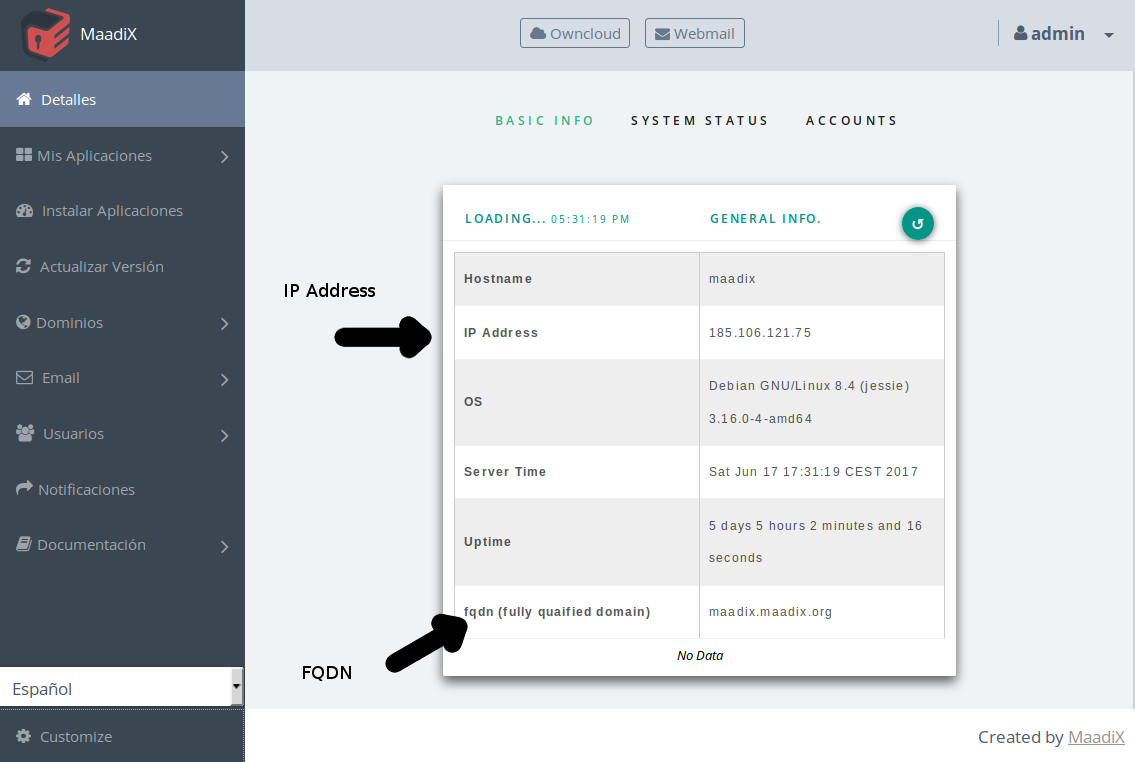 MaadiX
Owncloud
Webmail
admin
Detalles
Mis Aplicaciones
Instalar Aplicaciones
Actualizar Versión
Dominios
Email
Usuarios
Notificaciones
Documentación
Español
Customize
BASIC INFO
SYSTEM STATUS
ACCOUNTS
LOADING... 05:31:19 PM
GENERAL INFO.
Hostname
maadix
IP Address
IP Address
185.106.121.75
OS
Debian GNU/Linux 8.4 (jessie)
3.16.0-4-amd64
Server Time
Sat Jun 17 17:31:19 CEST 2017
Uptime
5 days 5 hours 2 minutes and 16
seconds
fqdn (fully quaified domain)
maadix.maadix.org
FQDN
No Data
Created by MaadiX